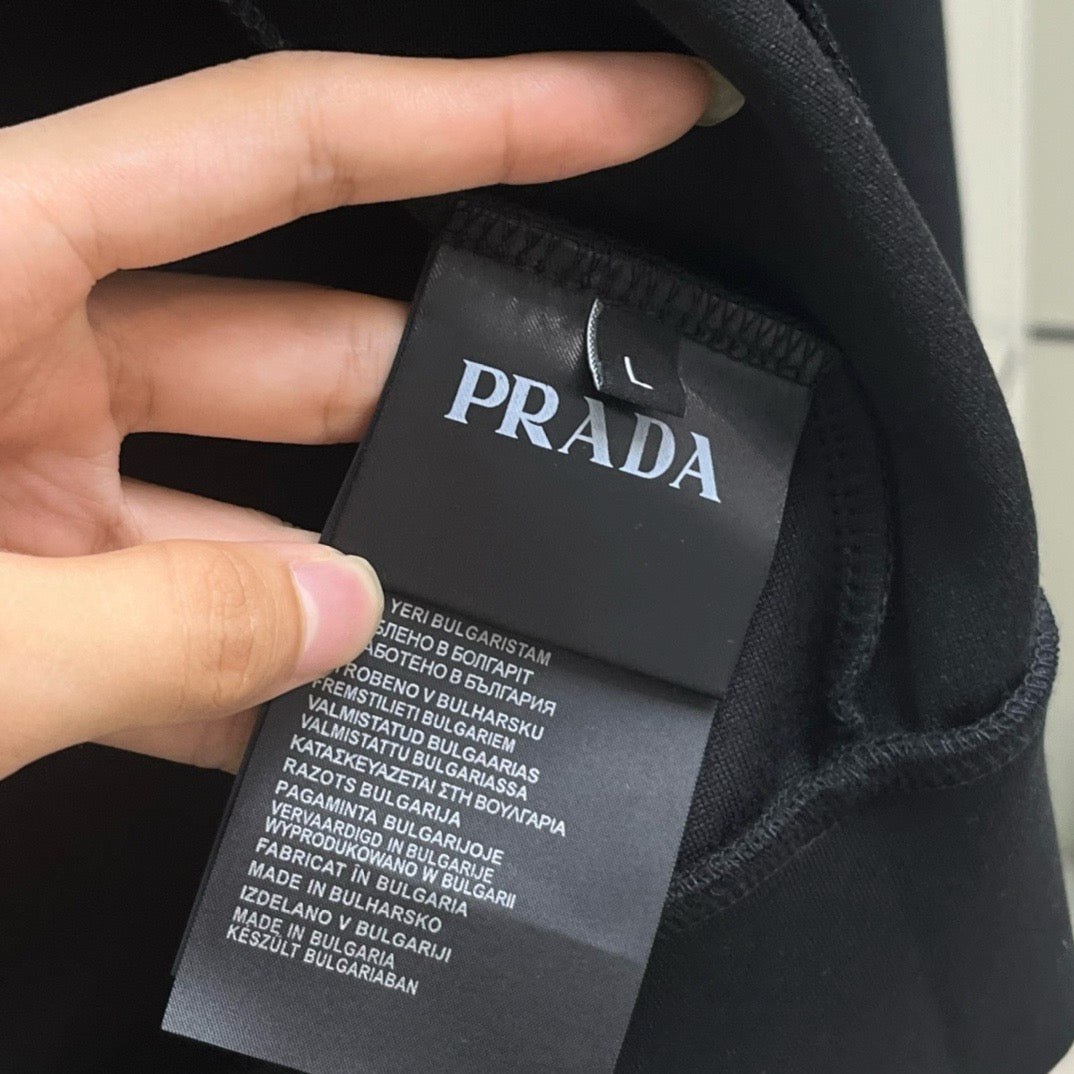 L
PRADA
YERI BULGARISTAM
БЛЕНО В БОЛГАРІТ
АБОТЕНО В БЪЛГАРИЯ
ROBENO V BULHARSKU
FREMSTILIETI BULGARIEM
VALMISTATUD BULGAARIAS
VALMISTATTU BULGARIASSA
ΚΑΤΑΣΚΕΥΑΖΕΤΑΙ ΣΤΗ ΒΟΥΛΓΑΡΙΑ
RAZOTS BULGARIJA
PAGAMINTA BULGARIJOJE
VERVAARDIGD IN BULGARIJE
WYPRODUKOWANO W BULGARII
FABRICAT ÎN BULGARIA
MADE IN BULHARSKO
IZDELANO V BULGARIJI
MADE IN BULGARIA
KÉSZÜLT BULGARIABAN